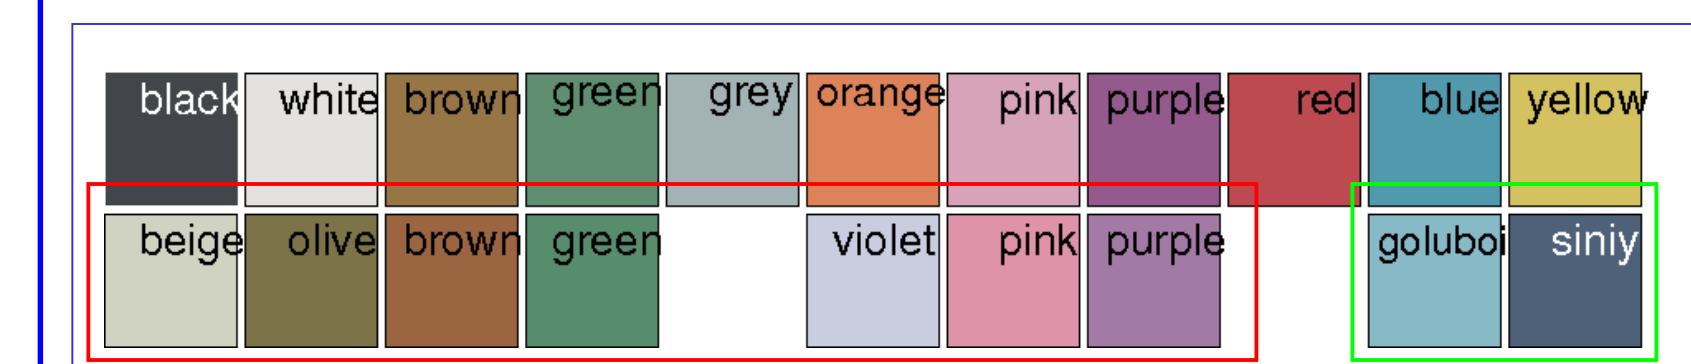 black white brown green grey orange pink purple red blue yellow
beige olive brown green violet pink purple goluboi siniy